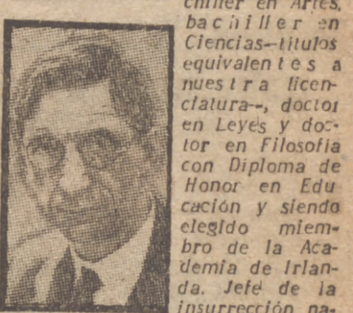 chiller en Artes,
bachiller en
Ciencias—títulos
equivalentes a
nuestra licen-
ciatura—, doctor
en Leyes y doc-
tor en Filosofía
con Diploma de
Honor en Edu-
cación y siendo
elegido miem-
bro de la Aca-
demia de Irlan-
da. Jefe de la
insurrección na-